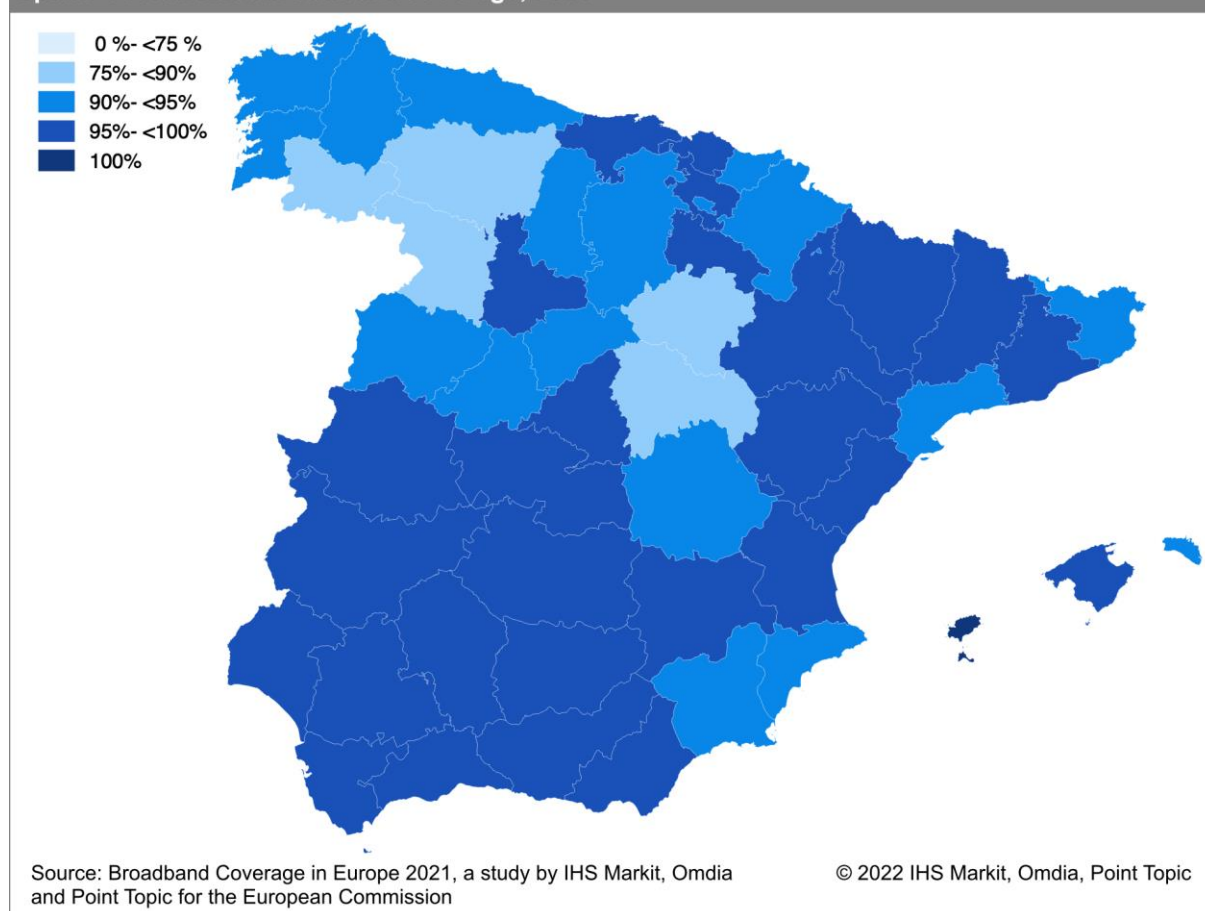 0 %- <75 %
75%- <90%
90%- <95%
95%- <100%
100%
Source: Broadband Coverage in Europe 2021, a study by IHS Markit, Omdia
and Point Topic for the European Commission
© 2022 IHS Markit, Omdia, Point Topic